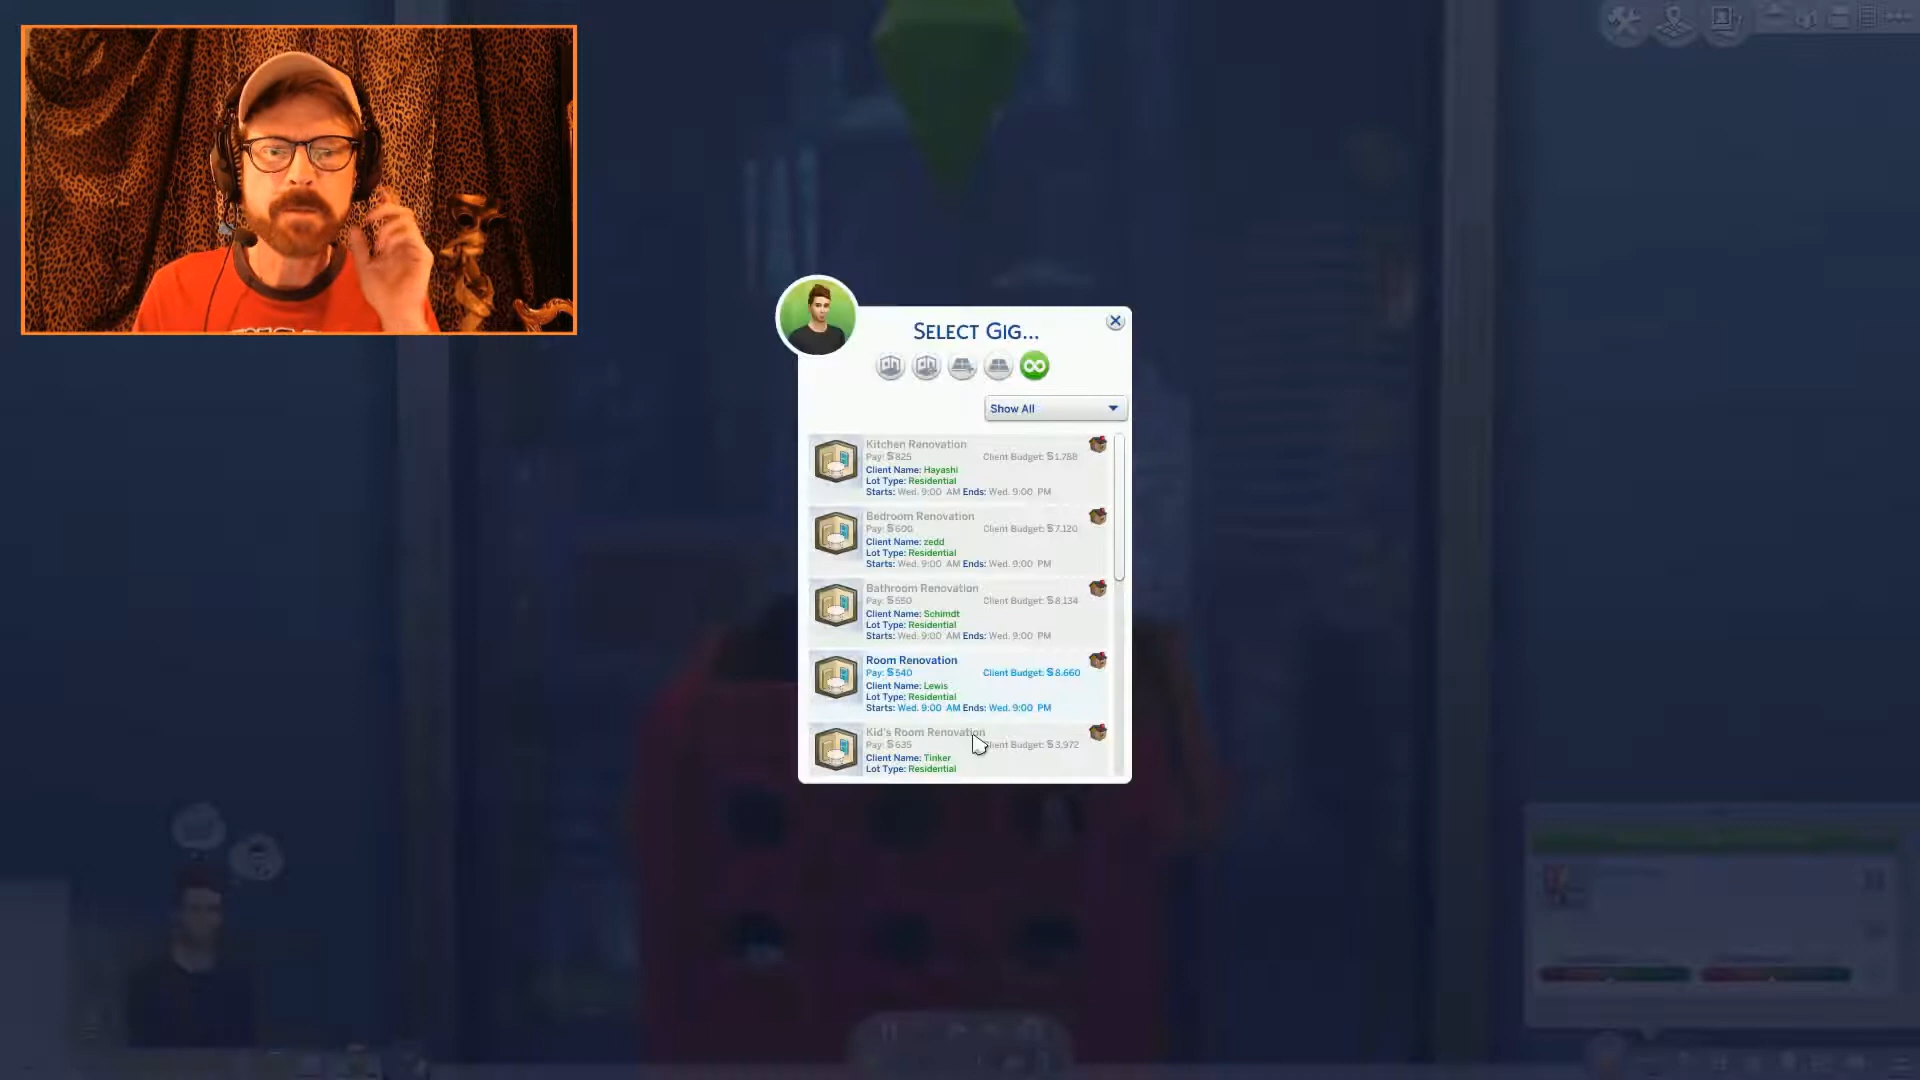 SELECT GIG...
Show All
Kitchen Renovation
Pay: §825 Client Budget: §1,788
Client Name: Hayashi
Lot Type: Residential
Starts: Wed. 9:00 AM Ends: Wed. 9:00 PM
Bedroom Renovation
Pay: §600 Client Budget: §7,120
Client Name: zedd
Lot Type: Residential
Starts: Wed. 9:00 AM Ends: Wed. 9:00 PM
Bathroom Renovation
Pay: §550 Client Budget: §8,134
Client Name: Schimdt
Lot Type: Residential
Starts: Wed. 9:00 AM Ends: Wed. 9:00 PM
Room Renovation
Pay: §540 Client Budget: §8,660
Client Name: Lewis
Lot Type: Residential
Starts: Wed. 9:00 AM Ends: Wed. 9:00 PM
Kid's Room Renovation
Pay: §635 Client Budget: §3,972
Client Name: Tinker
Lot Type: Residential